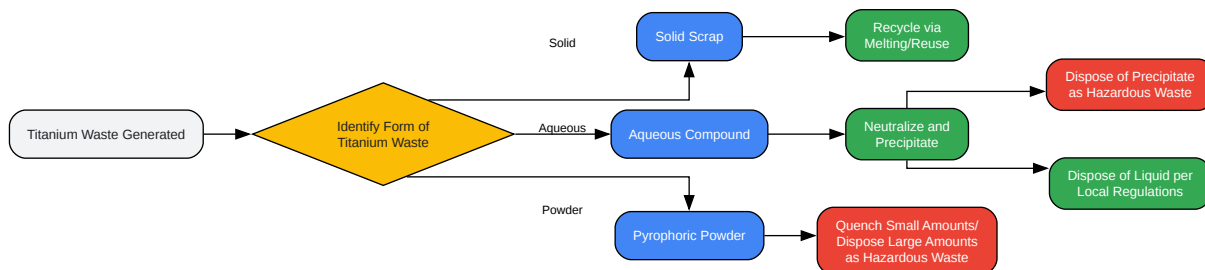 Titanium Waste Generated
Identify Form of
Titanium Waste
Solid
Solid Scrap
Recycle via
Melting/Reuse
Aqueous
Aqueous Compound
Neutralize and
Precipitate
Dispose of Precipitate
as Hazardous Waste
Dispose of Liquid per
Local Regulations
Powder
Pyrophoric Powder
Quench Small Amounts/
Dispose Large Amounts
as Hazardous Waste